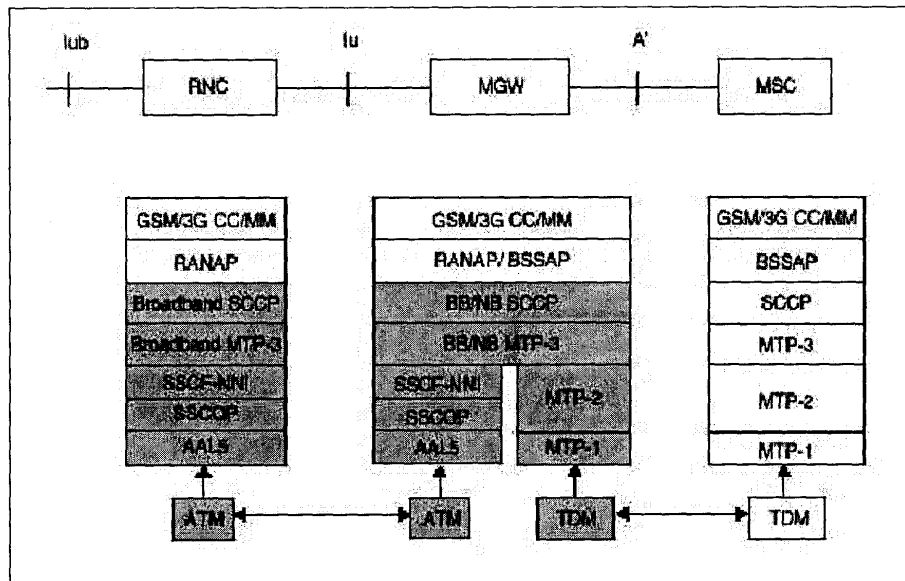 Iub
Iu
A'
RNC
MGW
MSC
GSM/3G CC/MM
RANAP
Broadband SCCP
Broadband MTP-3
SSCF-NNI
SSCOP
AAL5
ATM
GSM/3G CC/MM
RANAP/BSSAP
BB/NB SCCP
BB/NB MTP-3
SSCF-NNI
SSCOP
AAL5
MTP-2
MTP-1
ATM
TDM
GSM/3G CC/MM
BSSAP
SCCP
MTP-3
MTP-2
MTP-1
TDM